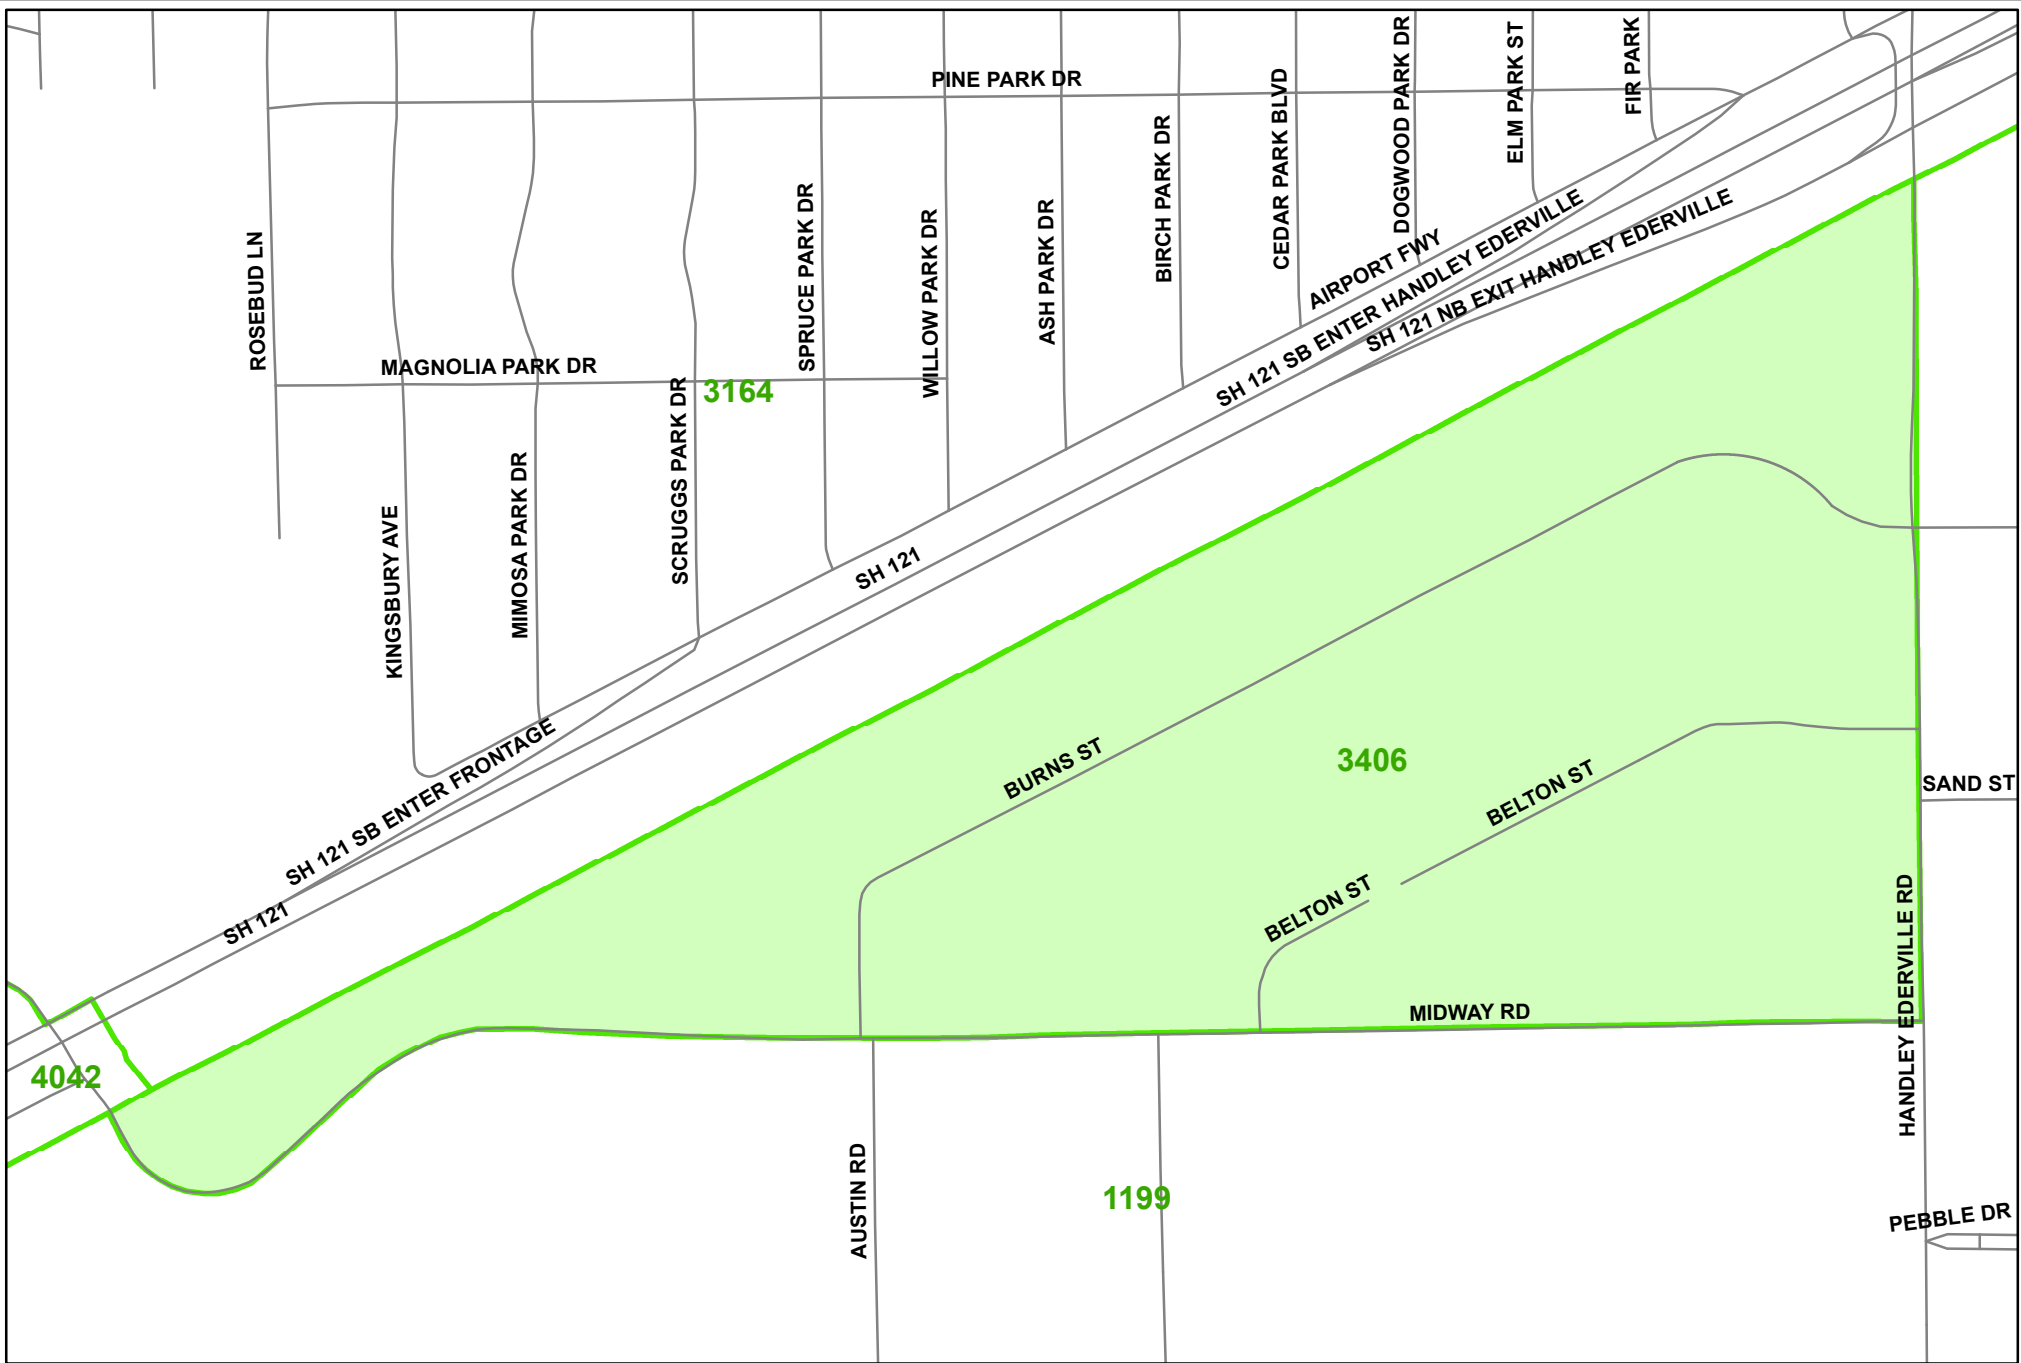 PINE PARK DR
DOGWOOD PARK DR
ELM PARK ST
FIR PARK
CEDAR PARK BLVD
BIRCH PARK DR
ASH PARK DR
WILLOW PARK DR
SPRUCE PARK DR
ROSEBUD LN
AIRPORT FWY
SH 121 SB ENTER HANDLEY EDERVILLE
SH 121 NB EXIT HANDLEY EDERVILLE
MAGNOLIA PARK DR
3164
SCRUGGS PARK DR
MIMOSA PARK DR
KINGSBURY AVE
SH 121
SH 121 SB ENTER FRONTAGE
BURNS ST
3406
BELTON ST
SAND ST
BELTON ST
SH 121
HANDLEY EDERVILLE RD
MIDWAY RD
4042
AUSTIN RD
1199
PEBBLE DR